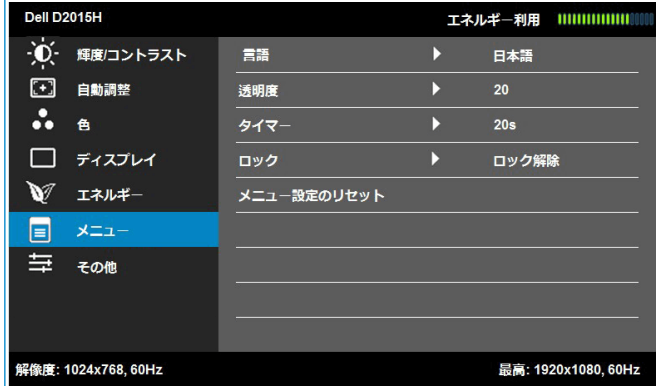 Dell D2015H エネルギー利用
輝度/コントラスト 言語 日本語
自動調整 透明度 20
色 タイマー 20s
ディスプレイ ロック ロック解除
エネルギー メニュー設定のリセット
メニュー
その他
解像度: 1024x768, 60Hz 最高: 1920x1080, 60Hz